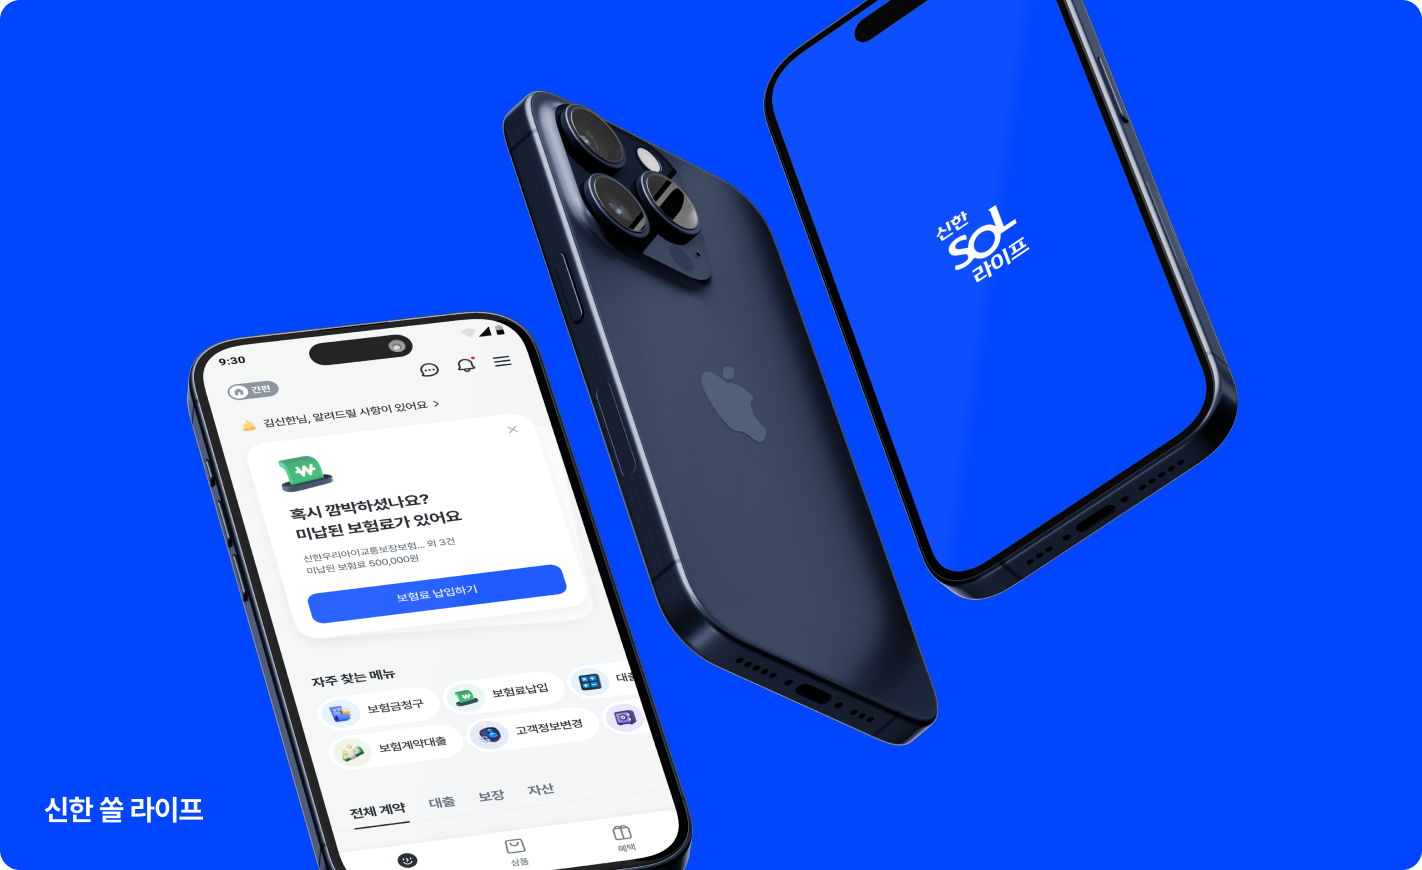 신한
SOL
라이프
9:30
간편
김신한님, 알려드릴 사항이 있어요 >
혹시 깜박하셨나요?
미납된 보험료가 있어요
신한우리아이교통보장보험... 외 3건
미납된 보험료 500,000원
보험료 납입하기
자주 찾는 메뉴
보험금청구 보험료납입
보험계약대출 고객정보변경
전체 계약 대출 보장 자산
상품 혜택
신한 쏠 라이프